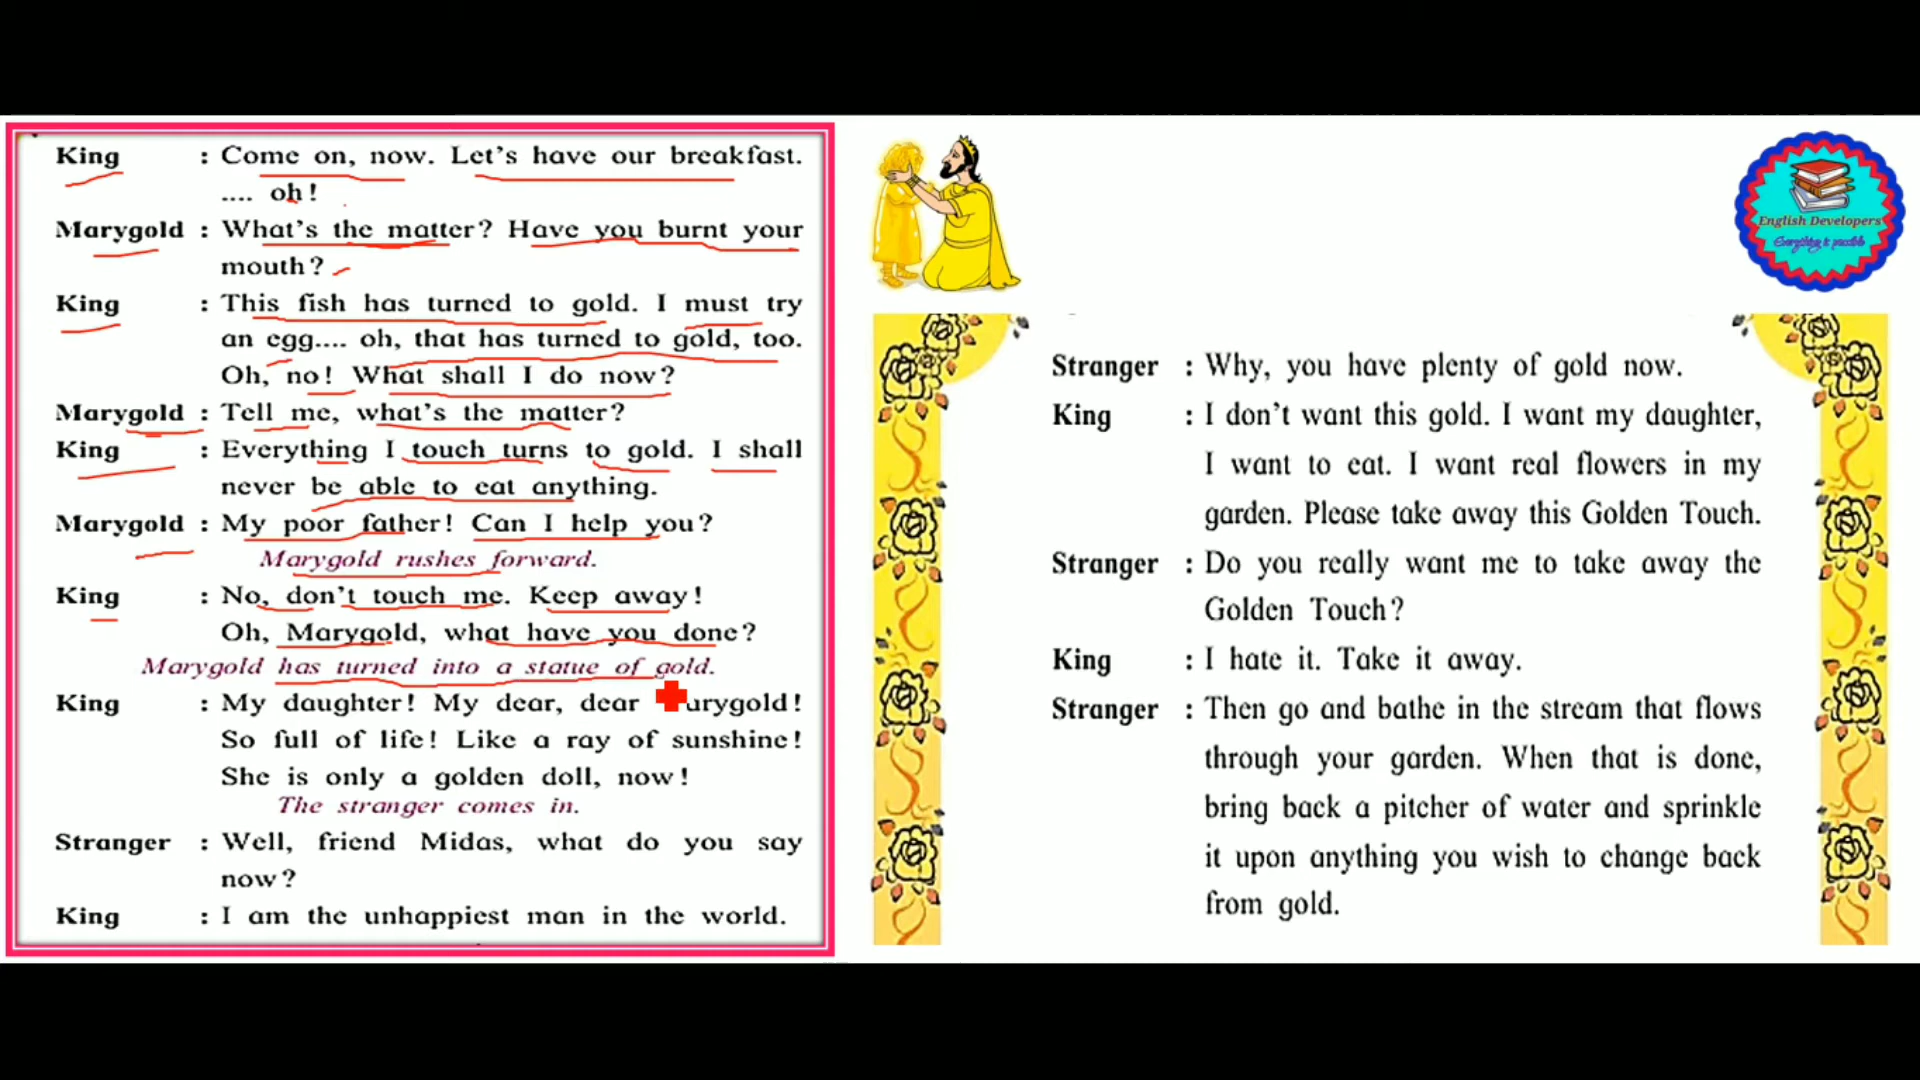 King : Come on, now. Let's have our breakfast.
.... oh!
Marygold : What's the matter? Have you burnt your
mouth?
King : This fish has turned to gold. I must try
an egg.... oh, that has turned to gold, too.
Oh, no! What shall I do now?
Marygold : Tell me, what's the matter?
King : Everything I touch turns to gold. I shall
never be able to eat anything.
Marygold : My poor father! Can I help you?
Marygold rushes forward.
King : No, don't touch me. Keep away!
Oh, Marygold, what have you done?
Marygold has turned into a statue of gold.
King : My daughter! My dear, dear
So full of life! Like a ray of sunshine!
She is only a golden doll, now!
The stranger comes in.
Stranger : Well, friend Midas, what do you say
now?
King : I am the unhappiest man in the world.
English Developers
Everything is possible
Stranger : Why, you have plenty of gold now.
King : I don't want this gold. I want my daughter,
I want to eat. I want real flowers in my
garden. Please take away this Golden Touch.
Stranger : Do you really want me to take away the
Golden Touch?
King : I hate it. Take it away.
Stranger : Then go and bathe in the stream that flows
through your garden. When that is done,
bring back a pitcher of water and sprinkle
it upon anything you wish to change back
from gold.